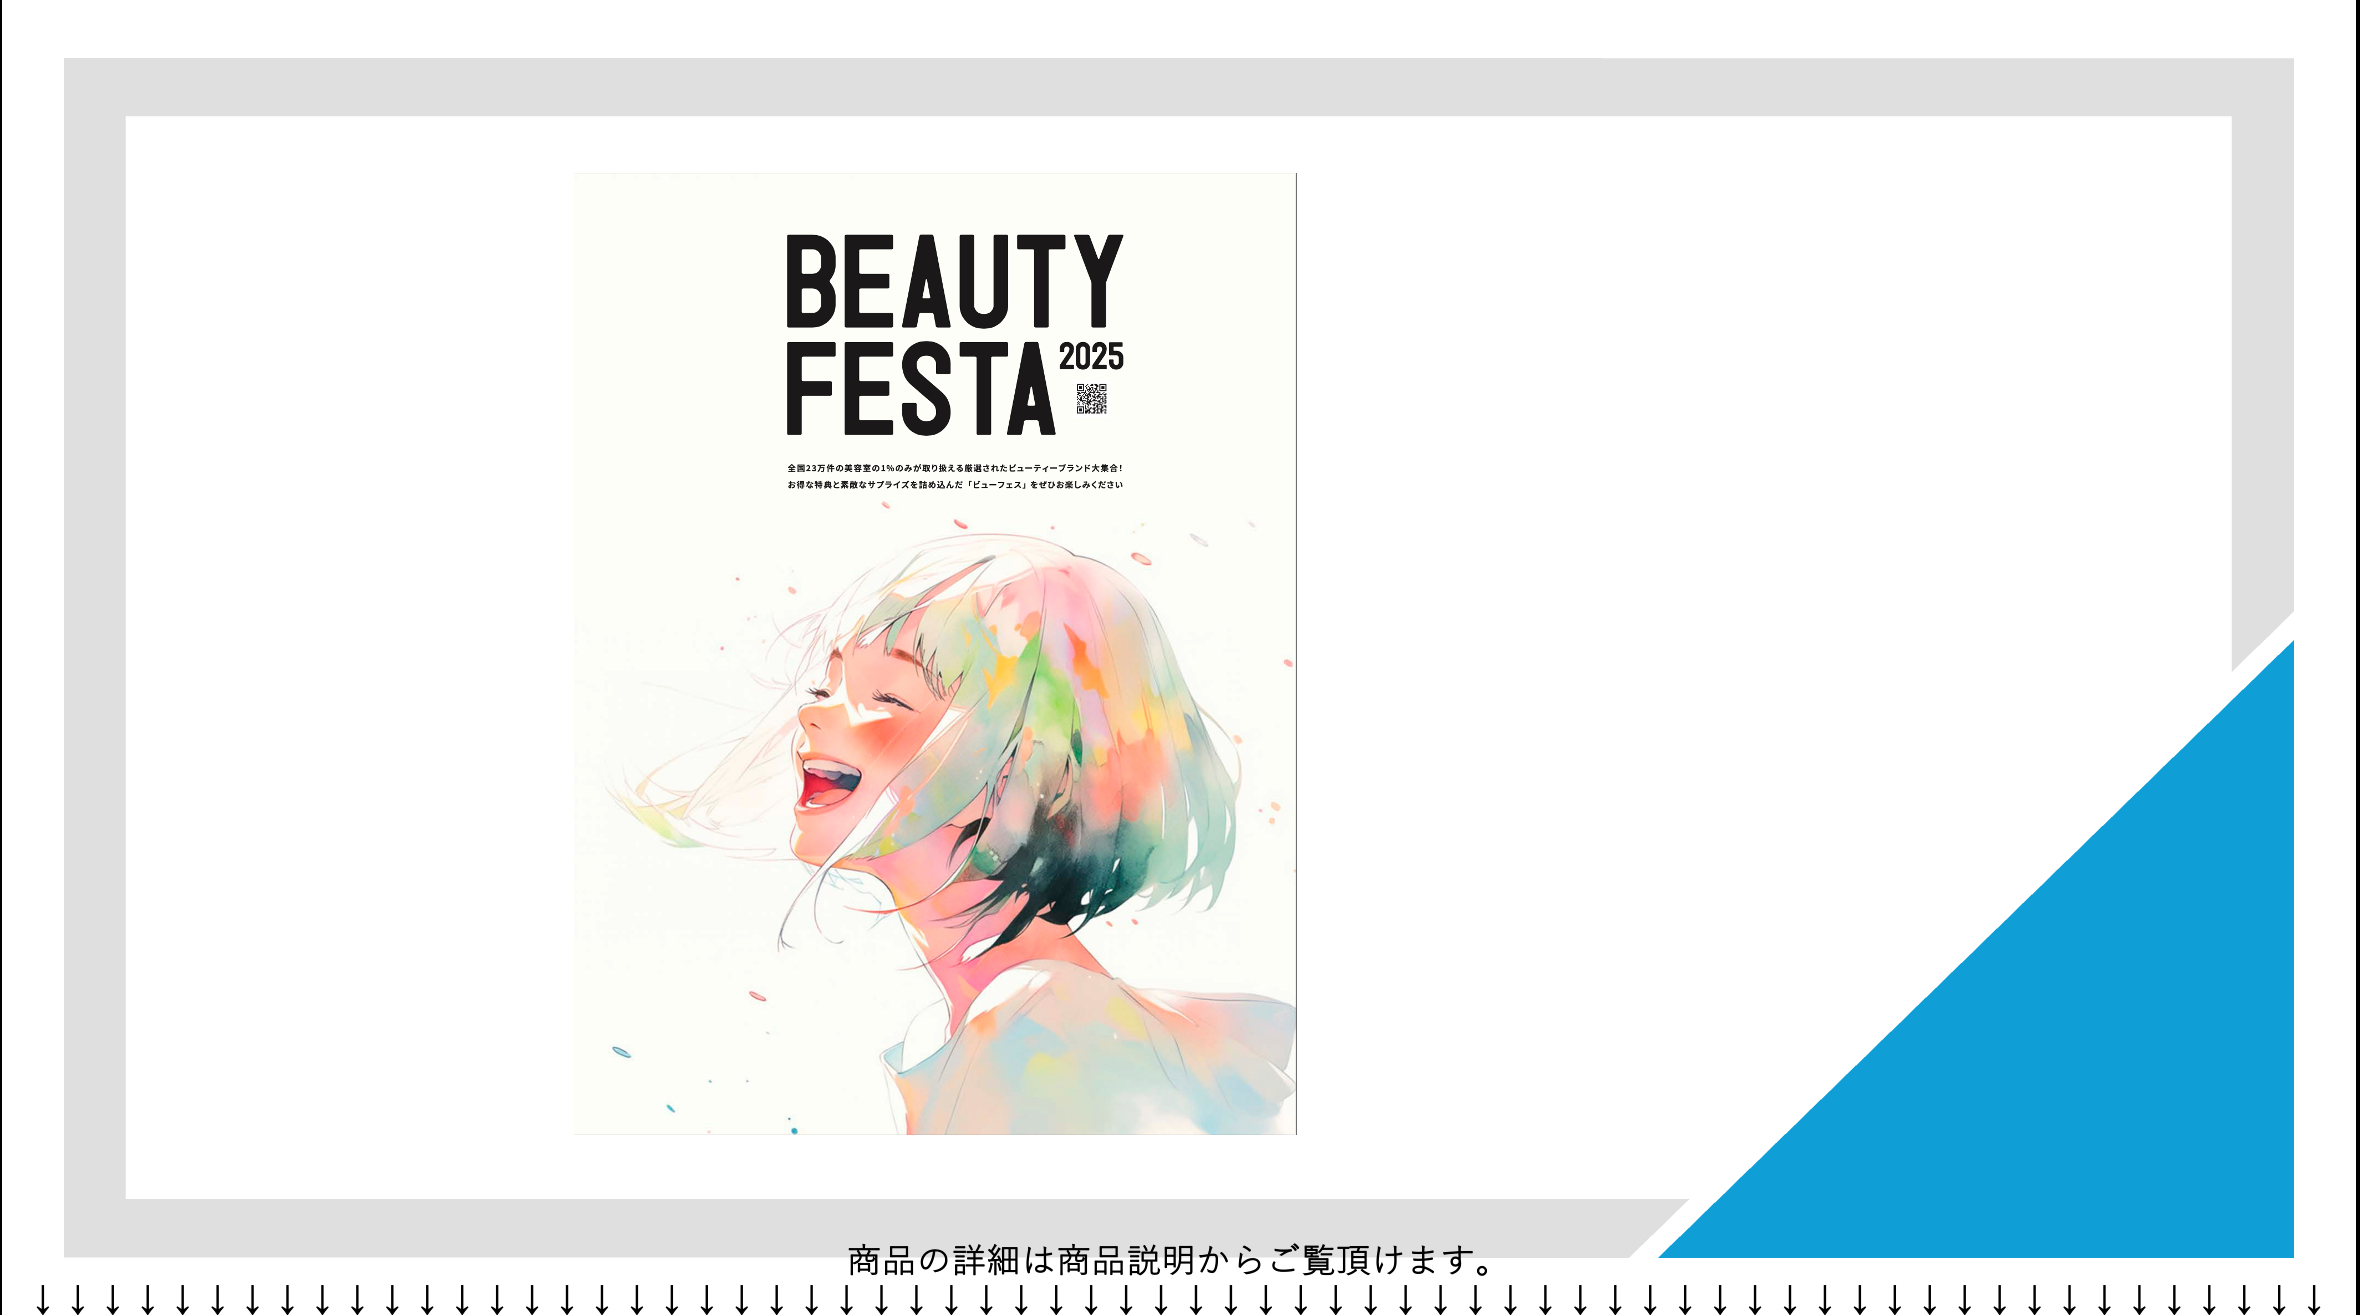 BEAUTY
FESTA 2025
全国23万件の美容室の1%のみが取り扱える厳選されたビューティーブランド大集合!
お得な特典と素敵なサプライズを詰め込んだ「ビューフェス」をぜひお楽しみください
商品の詳細は商品説明からご覧頂けます。
↓↓↓↓↓↓↓↓↓↓↓↓↓↓↓↓↓↓↓↓↓↓↓↓↓↓↓↓↓↓↓↓↓↓↓↓↓↓↓↓↓↓↓↓↓↓↓↓↓↓↓↓↓↓↓↓↓↓↓↓↓↓↓↓↓↓